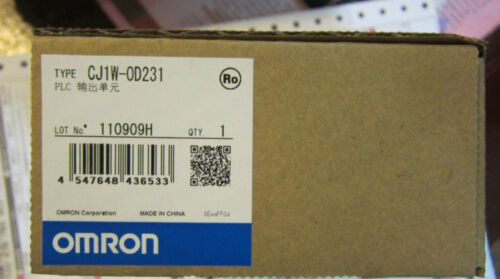 TYPE CJ1W-OD231
Ro
PLC 输出单元
LOT No. 110909H QTY 1
4 547648 436533
OMRON Corporation MADE IN CHINA
OMRON